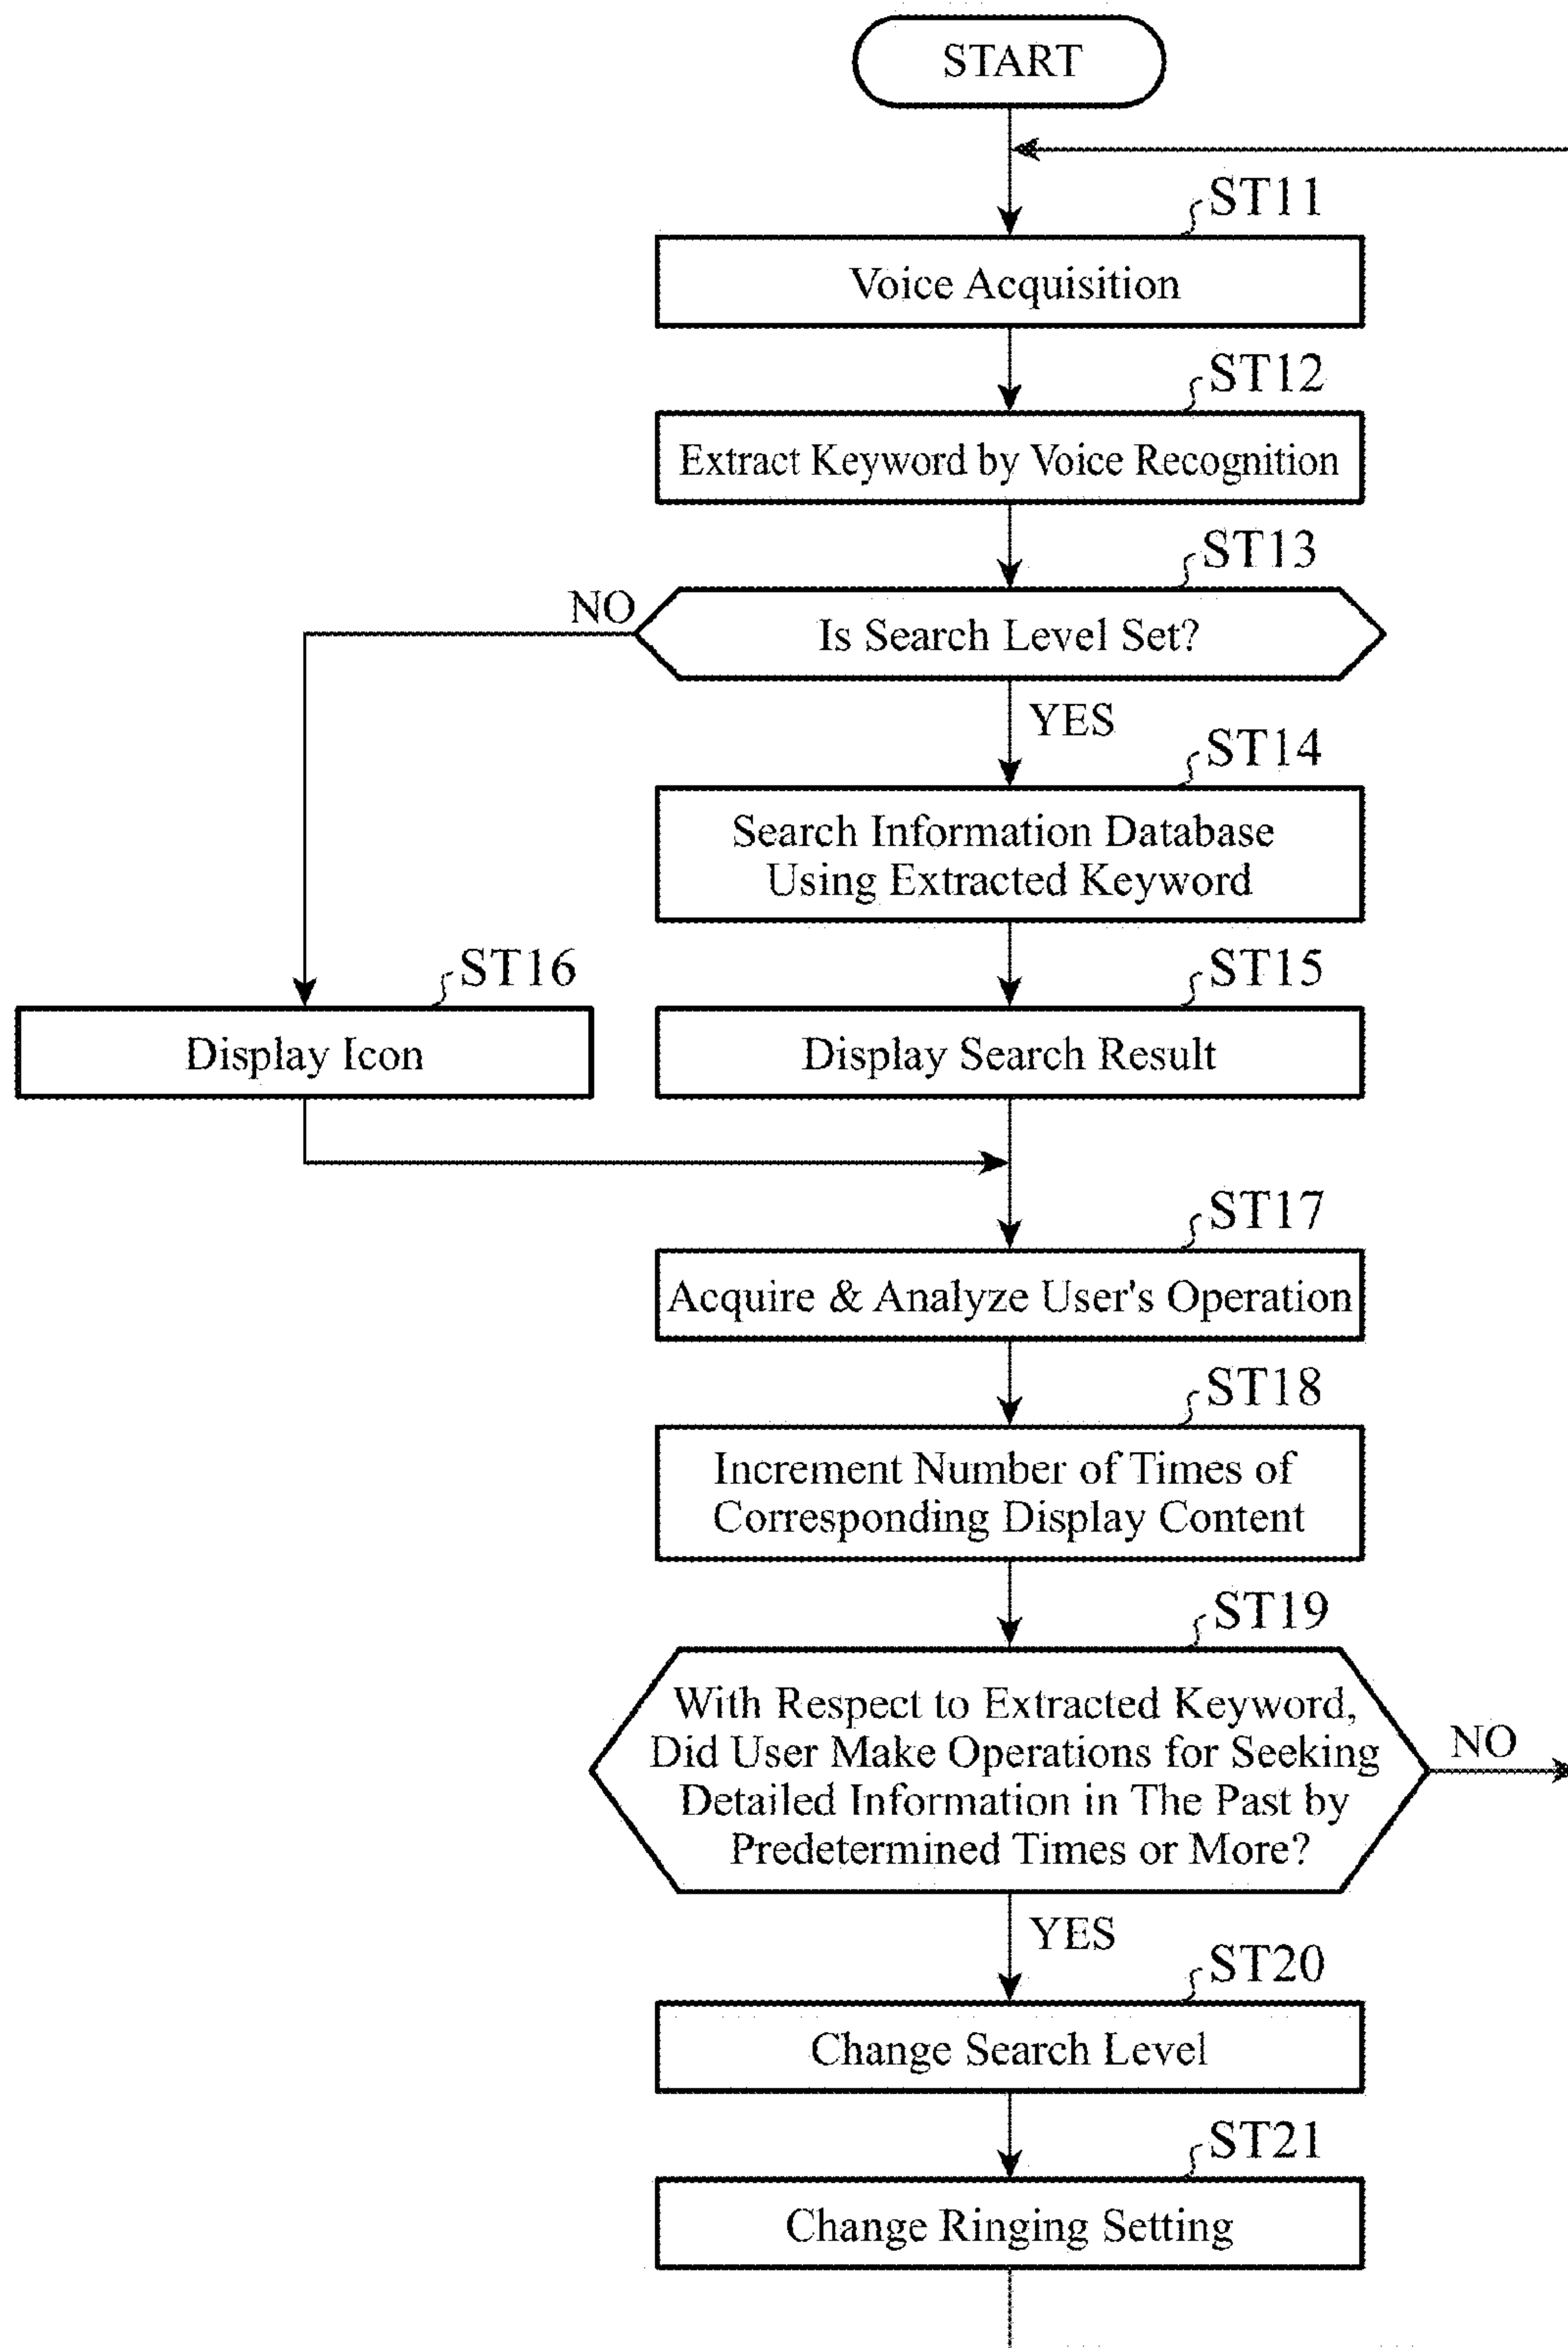 START
ST11
Voice Acquisition
ST12
Extract Keyword by Voice Recognition
ST13
NO
Is Search Level Set?
YES
ST14
Search Information Database
Using Extracted Keyword
ST16
ST15
Display Icon
Display Search Result
ST17
Acquire & Analyze User's Operation
ST18
Increment Number of Times of
Corresponding Display Content
ST19
With Respect to Extracted Keyword,
Did User Make Operations for Seeking
Detailed Information in The Past by
Predetermined Times or More?
NO
YES
ST20
Change Search Level
ST21
Change Ringing Setting